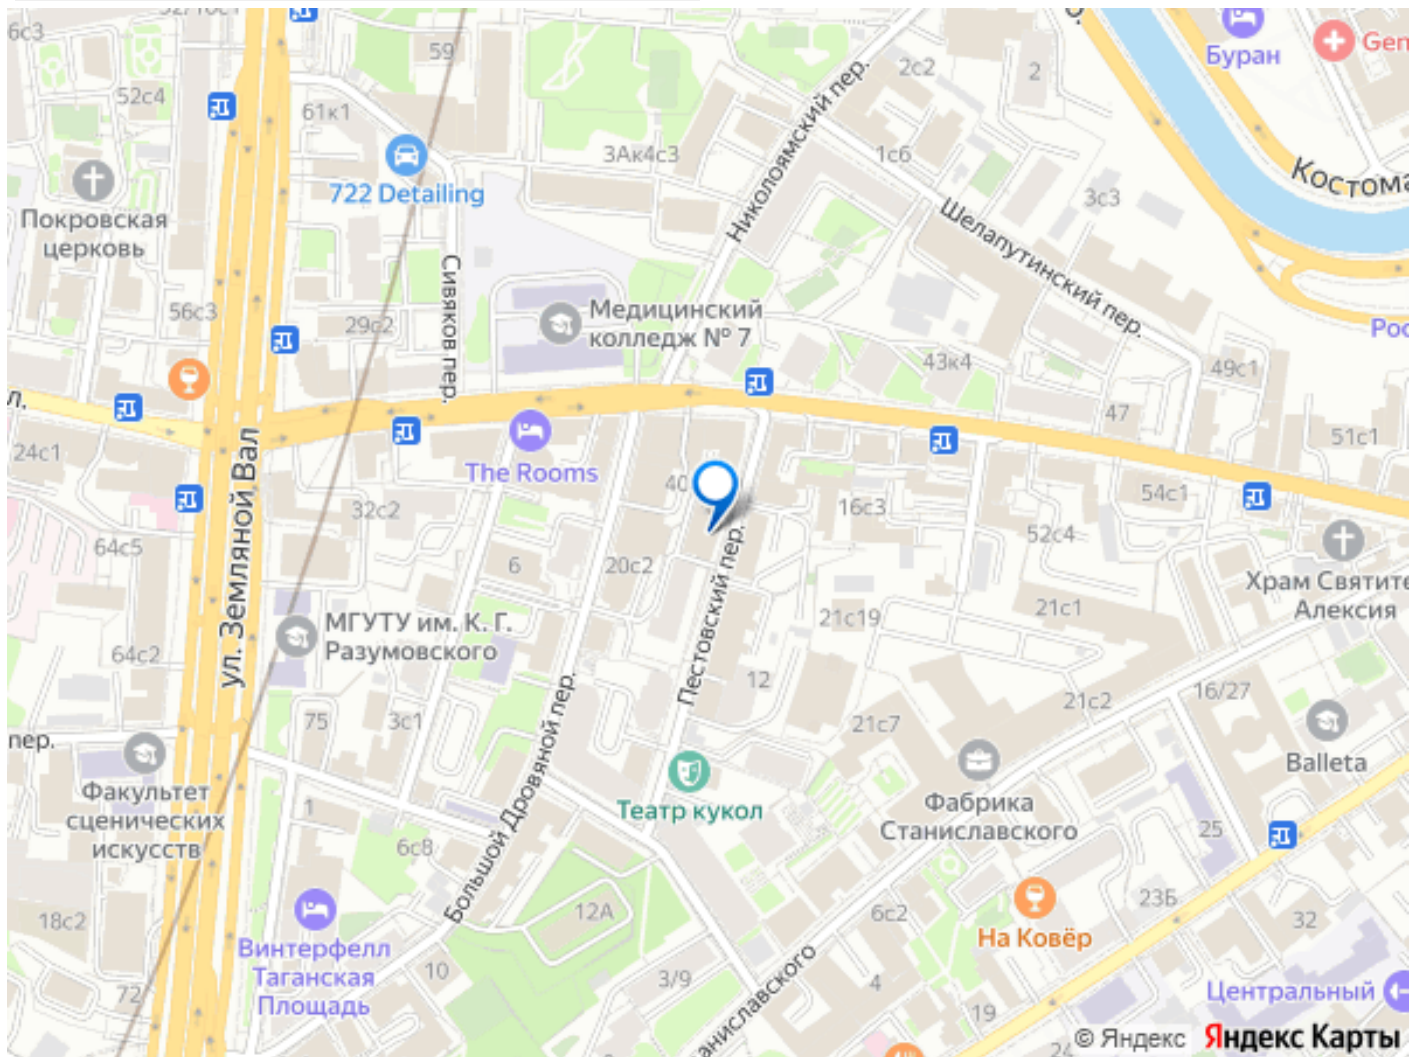 6с3
52с4
59
61к1
722 Detailing
3Ак4с3
Николоямский пер.
2с2
2
1с6
3с3
Буран
Gen
Костома
Покровская
церковь
56с3
29с2
Сивяков пер.
Медицинский
колледж № 7
Шелапутинский пер.
43к4
47
49с1
51с1
Рос
л.
24с1
ул. Земляной Вал
The Rooms
40
32с2
16с3
54с1
52с4
64с5
6
20с2
Пестовский пер.
21с19
21с1
Храм Святите
Алексия
МГУТУ им. К. Г.
Разумовского
64с2
75
3с1
12
21с7
21с2
16/27
пер.
Факультет
сценических
искусств
1
6с8
Большой Дровяной пер.
Театр кукол
Фабрика
Станиславского
Balleta
25
18с2
Винтерфелл
Таганская
Площадь
72
10
12А
3/9
6с2
4
На Ковёр
23Б
32
19
Центральный
аниславского
24
© Яндекс Яндекс Карты